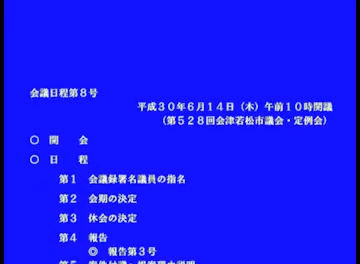 会議日程第８号
平成３０年６月１４日（木）午前１０時開議
（第５２８回会津若松市議会・定例会）
〇　開　　会
〇　日　　程
第１　会議録署名議員の指名
第２　会期の決定
第３　休会の決定
第４　報告
◎　報告第３号